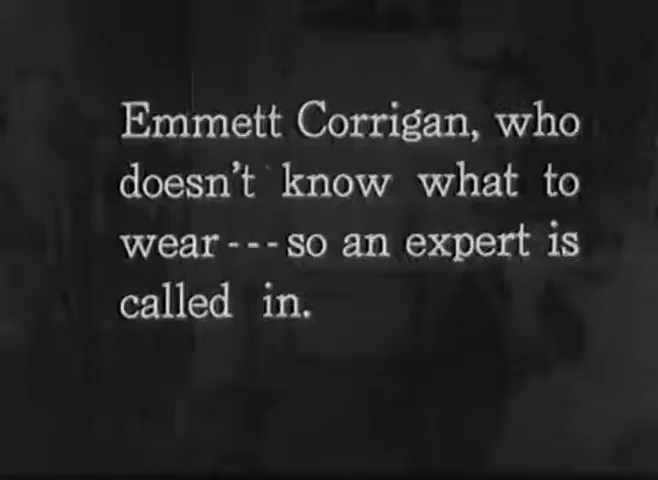 Emmett Corrigan, who
doesn't know what to
wear---so an expert is
called in.